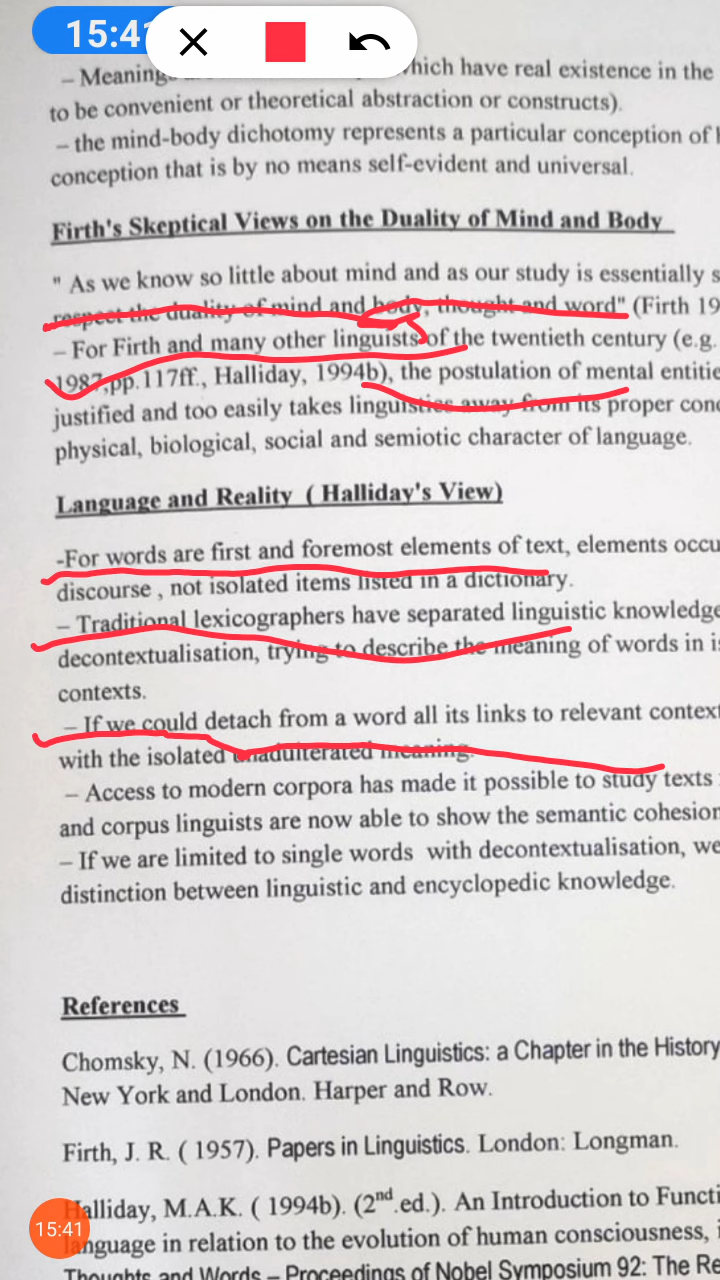 15:41
– Meanings
which have real existence in the
to be convenient or theoretical abstraction or constructs).
– the mind-body dichotomy represents a particular conception of
conception that is by no means self-evident and universal.
Firth's Skeptical Views on the Duality of Mind and Body
" As we know so little about mind and as our study is essentially s
respect the duality of mind and body, thought and word" (Firth 19
– For Firth and many other linguists of the twentieth century (e.g.
1987,pp.117ff., Halliday, 1994b), the postulation of mental entitie
justified and too easily takes linguistics away from its proper conc
physical, biological, social and semiotic character of language.
Language and Reality ( Halliday's View)
-For words are first and foremost elements of text, elements occu
discourse , not isolated items listed in a dictionary.
– Traditional lexicographers have separated linguistic knowledge
decontextualisation, trying to describe the meaning of words in is
contexts.
– If we could detach from a word all its links to relevant context
with the isolated unadulterated meaning.
– Access to modern corpora has made it possible to study texts
and corpus linguists are now able to show the semantic cohesion
– If we are limited to single words with decontextualisation, we
distinction between linguistic and encyclopedic knowledge.
References
Chomsky, N. (1966). Cartesian Linguistics: a Chapter in the History
New York and London. Harper and Row.
Firth, J. R. ( 1957). Papers in Linguistics. London: Longman.
Halliday, M.A.K. ( 1994b). (2nd.ed.). An Introduction to Functi
language in relation to the evolution of human consciousness, i
Thoughts and Words – Proceedings of Nobel Symposium 92: The Re
15:41